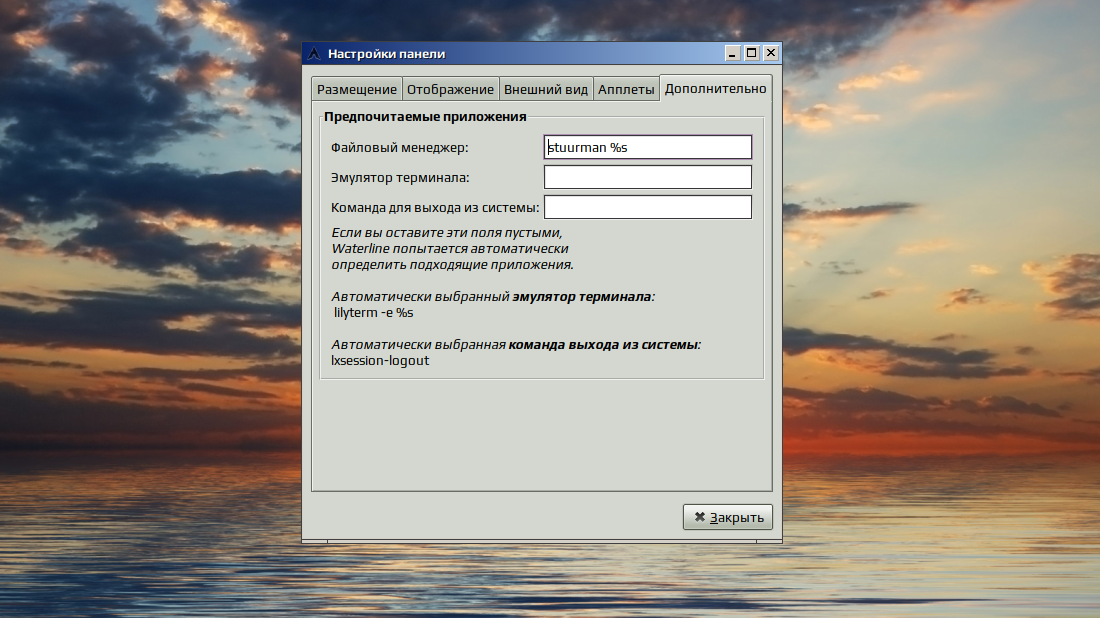 Настройки панели
Размещение Отображение Внешний вид Апплеты Дополнительно
Предпочитаемые приложения
Файловый менеджер: stuurman %s
Эмулятор терминала:
Команда для выхода из системы:
Если вы оставите эти поля пустыми,
Waterline попытается автоматически
определить подходящие приложения.
Автоматически выбранный эмулятор терминала:
lilyterm -e %s
Автоматически выбранная команда выхода из системы:
lxsession-logout
Закрыть